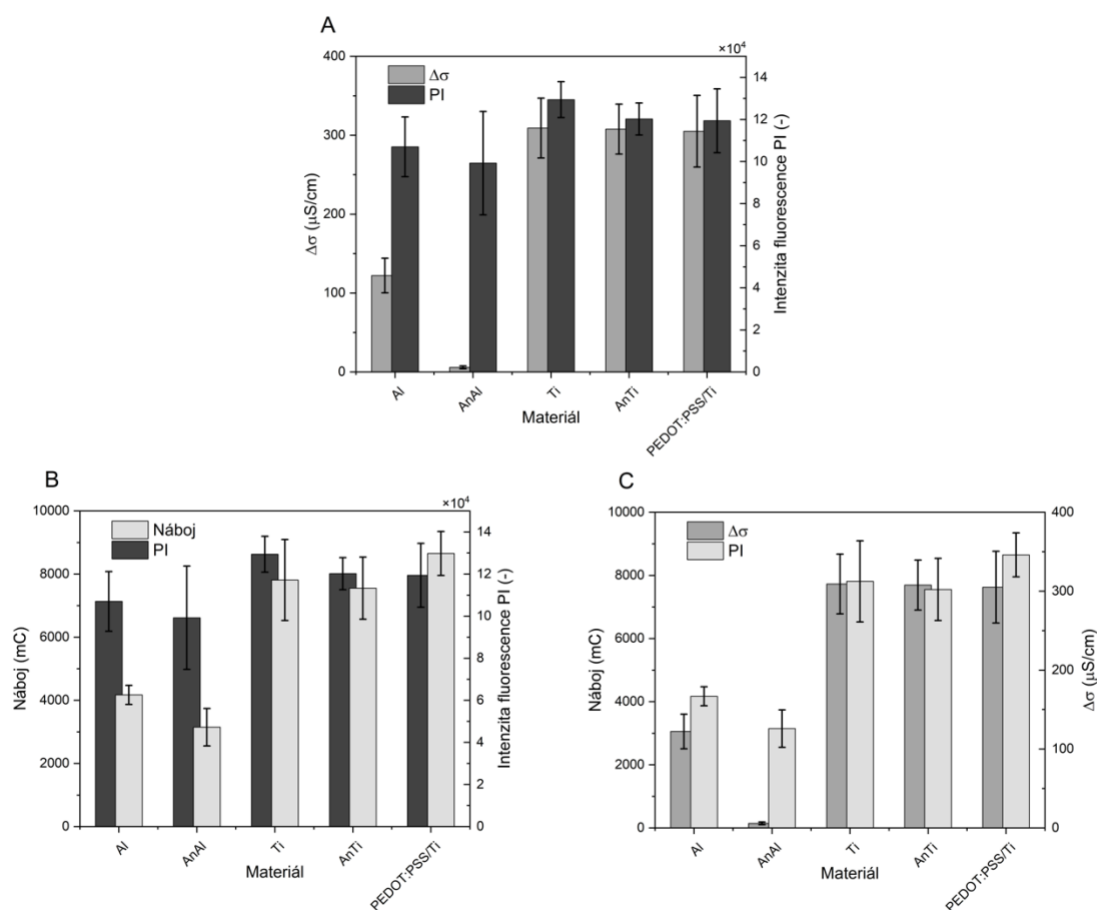 A
×10⁴
400
300
200
100
0
Δσ (µS/cm)
Δσ
PI
14
12
10
8
6
4
2
0
Intenzita fluorescence PI (-)
Al
AnAl
Ti
AnTi
PEDOT:PSS/Ti
Materiál
B
×10⁴
10000
8000
6000
4000
2000
0
Náboj (mC)
Náboj
PI
14
12
10
8
6
4
2
0
Intenzita fluorescence PI (-)
Al
AnAl
Ti
AnTi
PEDOT:PSS/Ti
Materiál
C
10000
8000
6000
4000
2000
0
Náboj (mC)
Δσ
PI
400
300
200
100
0
Δσ (µS/cm)
Al
AnAl
Ti
AnTi
PEDOT:PSS/Ti
Materiál